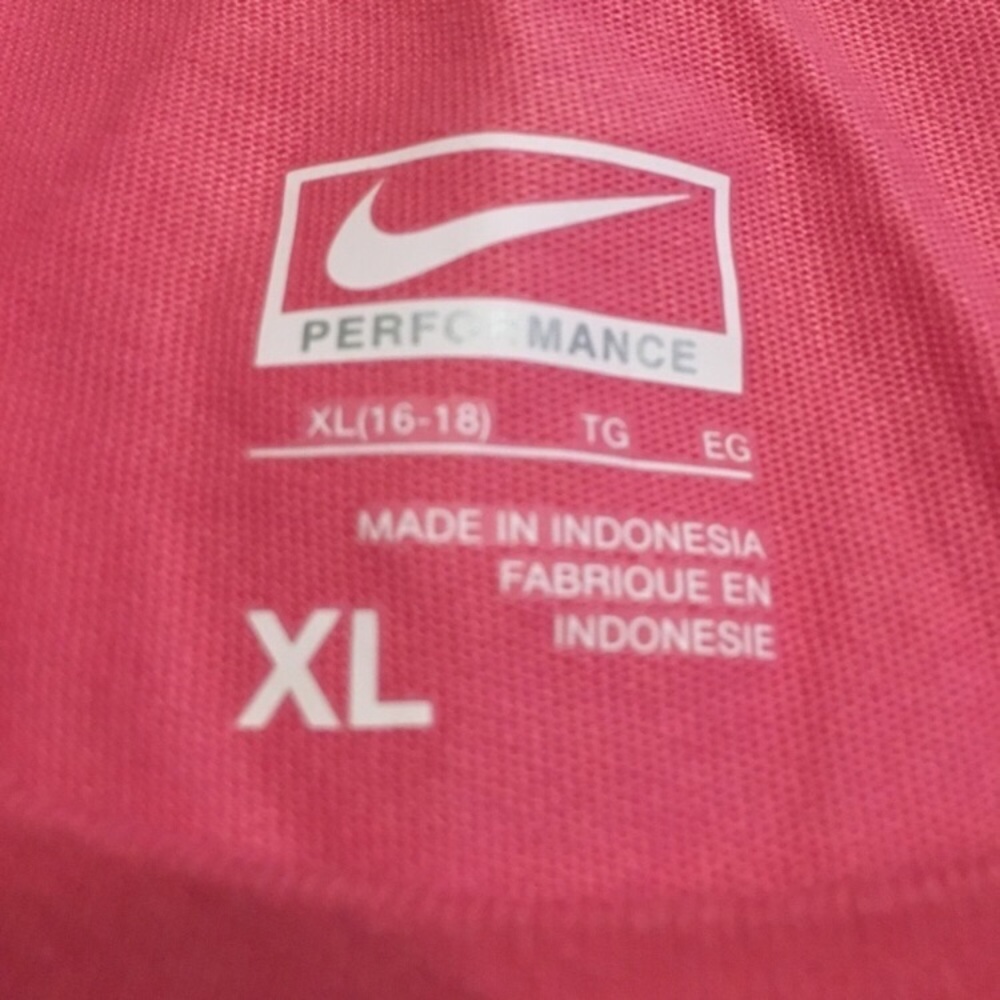 PERFORMANCE
XL(16-18) TG EG
MADE IN INDONESIA
FABRIQUE EN
INDONESIE
XL